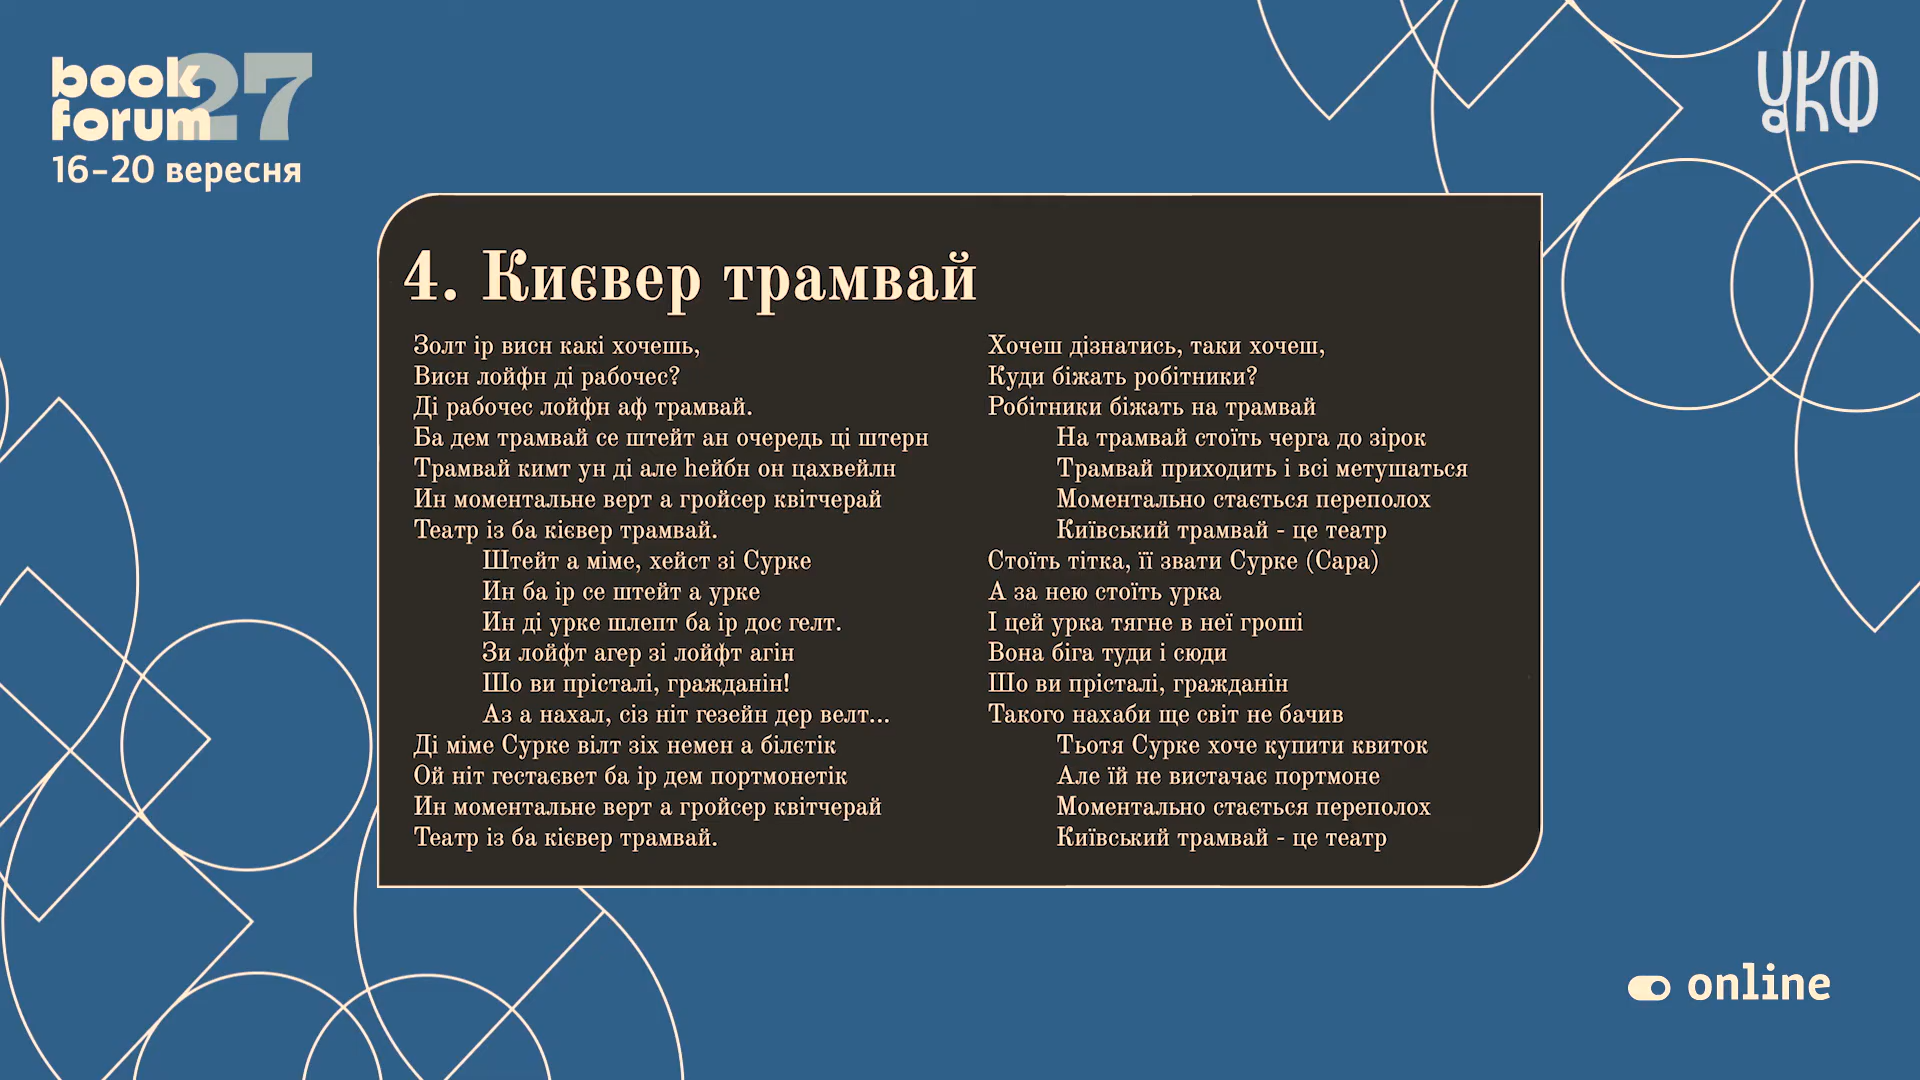 book
forum 27
16–20 вересня
УКФ
4. Києвер трамвай
Золт ір висн какі хочешь,
Висн лойфн ді рабочес?
Ді рабочес лойфн аф трамвай.
Ба дем трамвай се штейт ан очередь ці штерн
Трамвай кимт ун ді але hейбн он цахвейлн
Ин моментальне верт а гройсер квітчерай
Театр із ба кієвер трамвай.
Штейт а міме, хейст зі Сурке
Ин ба ір се штейт а урке
Ин ді урке шлепт ба ір дос гелт.
Зи лойфт агер зі лойфт агін
Шо ви прісталі, гражданін!
Аз а нахал, сіз ніт гезейн дер велт...
Ді міме Сурке вілт зіх немен а білєтік
Ой ніт гестаєвет ба ір дем портмонетік
Ин моментальне верт а гройсер квітчерай
Театр із ба кієвер трамвай.
Хочеш дізнатись, таки хочеш,
Куди біжать робітники?
Робітники біжать на трамвай
На трамвай стоїть черга до зірок
Трамвай приходить і всі метушаться
Моментально стається переполох
Київський трамвай - це театр
Стоїть тітка, її звати Сурке (Сара)
А за нею стоїть урка
І цей урка тягне в неї гроші
Вона біга туди і сюди
Шо ви прісталі, гражданін
Такого нахаби ще світ не бачив
Тьотя Сурке хоче купити квиток
Але їй не вистачає портмоне
Моментально стається переполох
Київський трамвай - це театр
online